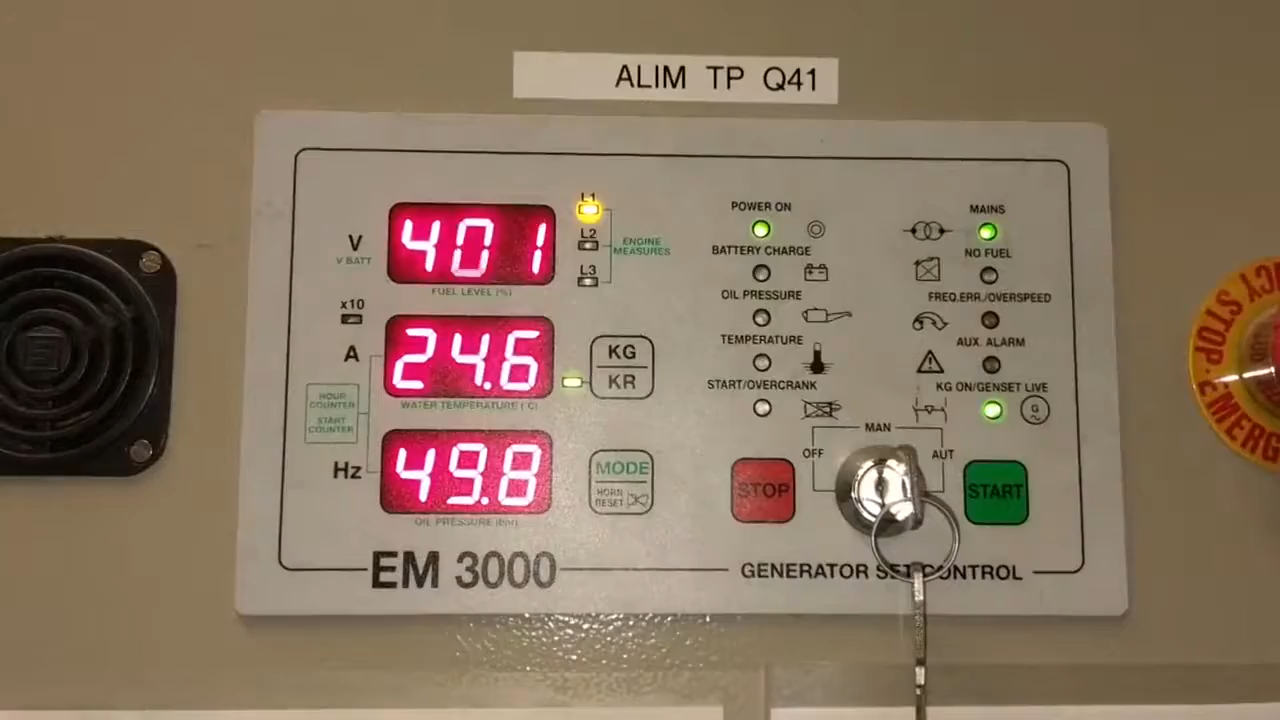 ALIM TP Q41
V
V BATT
401
FUEL LEVEL (%)
L1
L2
L3
ENGINE
MEASURES
x10
A
24.6
WATER TEMPERATURE (°C)
HOUR
COUNTER
START
COUNTER
KG
KR
Hz
49.8
OIL PRESSURE (bar)
MODE
HORN
RESET
EM 3000
POWER ON
BATTERY CHARGE
OIL PRESSURE
TEMPERATURE
START/OVERCRANK
MAINS
NO FUEL
FREQ.ERR./OVERSPEED
AUX. ALARM
KG ON/GENSET LIVE
G
OFF
MAN
AUT
STOP
START
GENERATOR SET CONTROL
STOP
EMERG